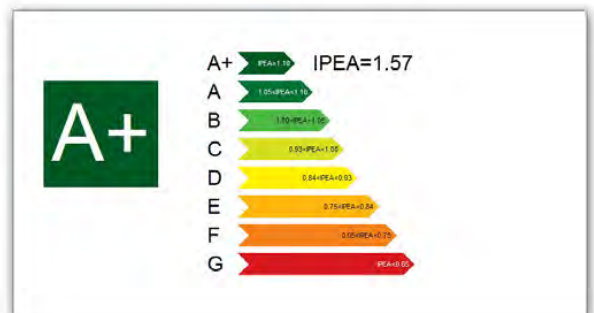 A+
A+ IPEA>1.10 IPEA=1.57
A 1.05<IPEA<1.10
B 1.00<IPEA<1.05
C 0.93<IPEA<1.00
D 0.84<IPEA<0.93
E 0.75<IPEA<0.84
F 0.65<IPEA<0.75
G IPEA<0.65